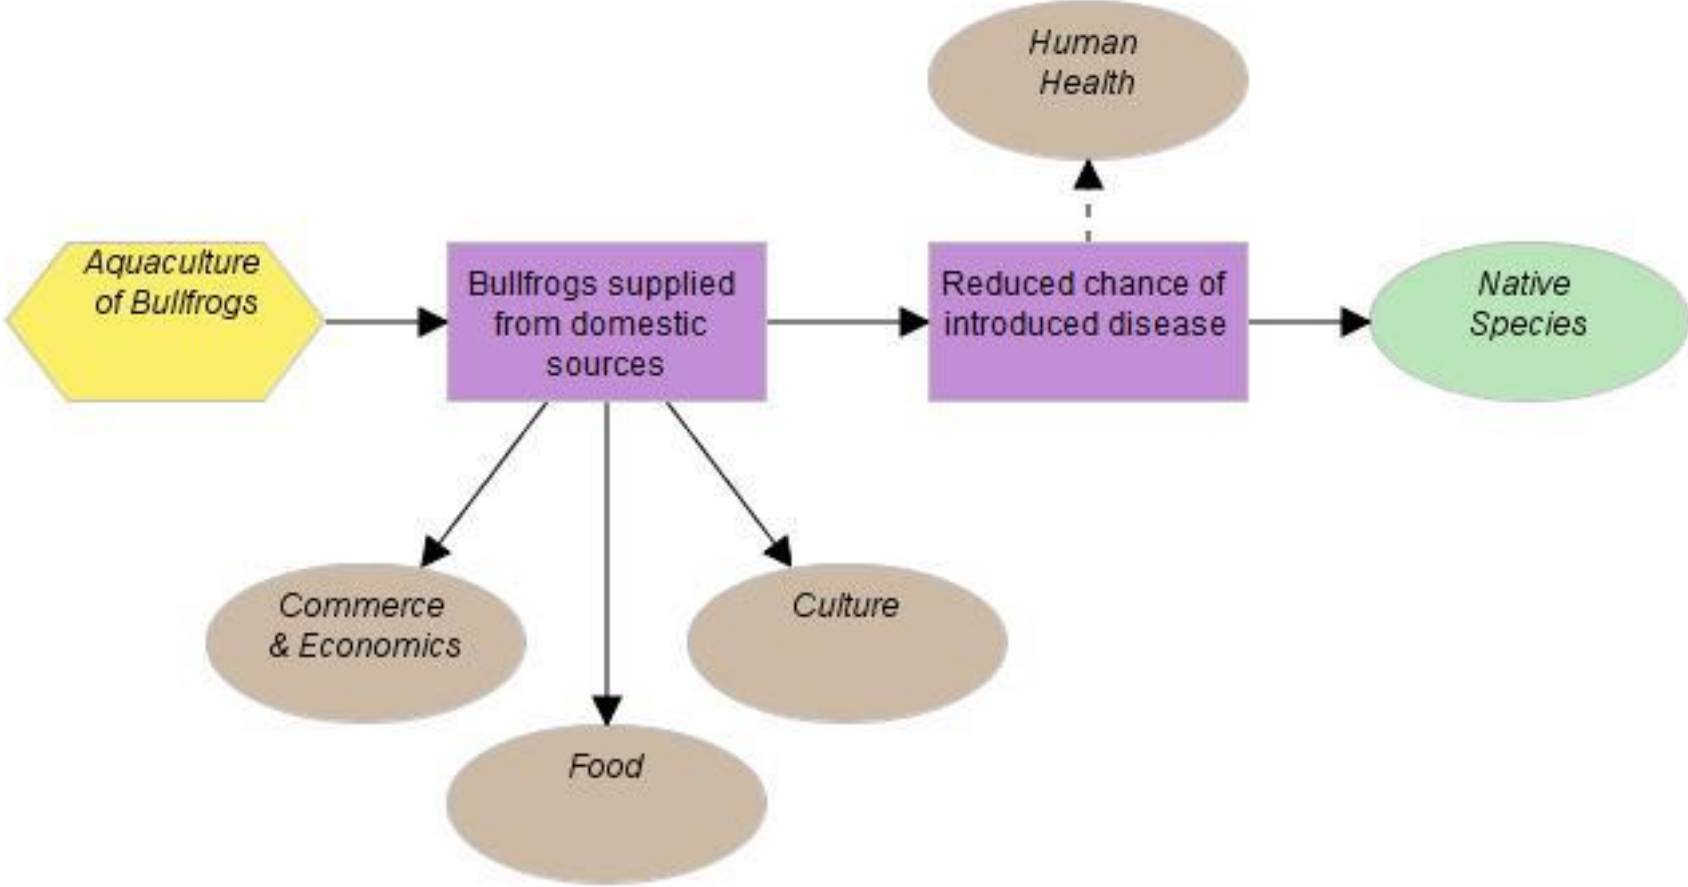 Human
Health
Aquaculture
of Bullfrogs
Bullfrogs supplied
from domestic
sources
Reduced chance of
introduced disease
Native
Species
Commerce
& Economics
Culture
Food